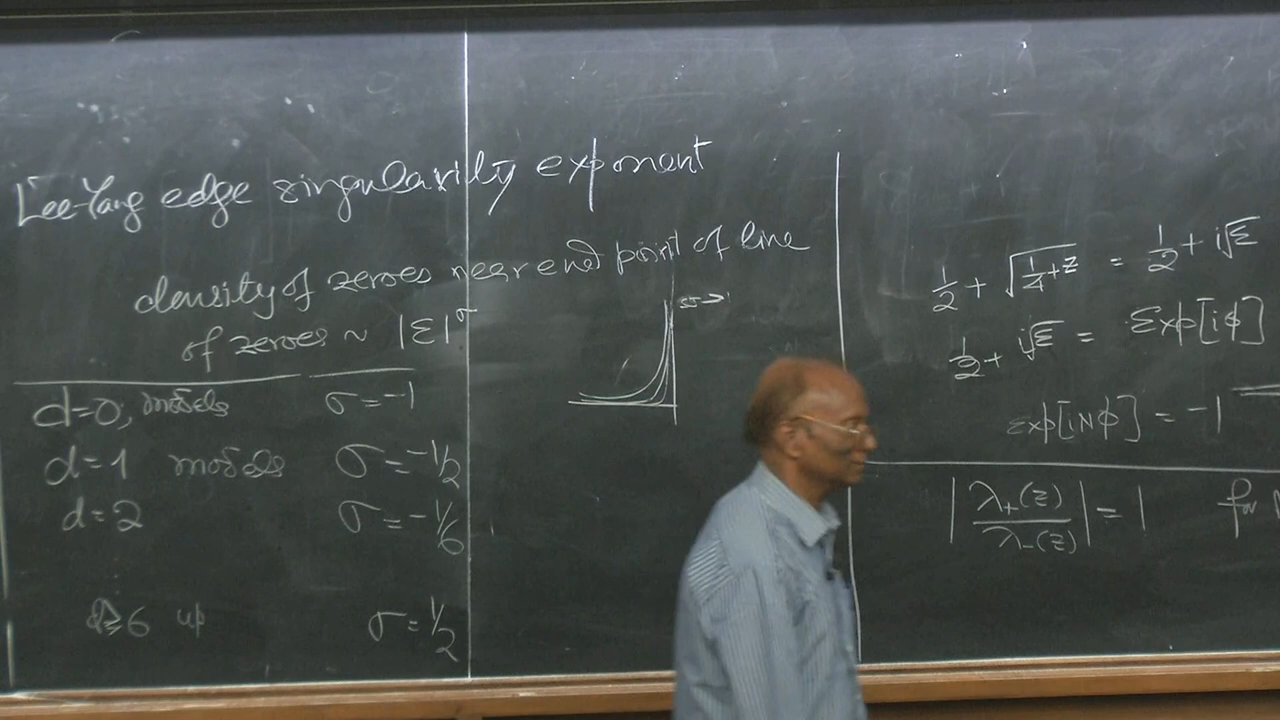 Lee-Yang edge singularity exponent
density of zeroes near end point of line
of zeroes ~ |Ɛ|^σ
d=0, models σ=-1
d=1 models σ=-1/2
d=2 σ=-1/6
d≥6 up σ=1/2
1/2 + √(1/4+z) = 1/2 + i√Ɛ
1/2 + i√Ɛ = Exp[iϕ]
Exp[iNϕ] = -1
|λ₊(z)/λ₋(z)| = 1 for